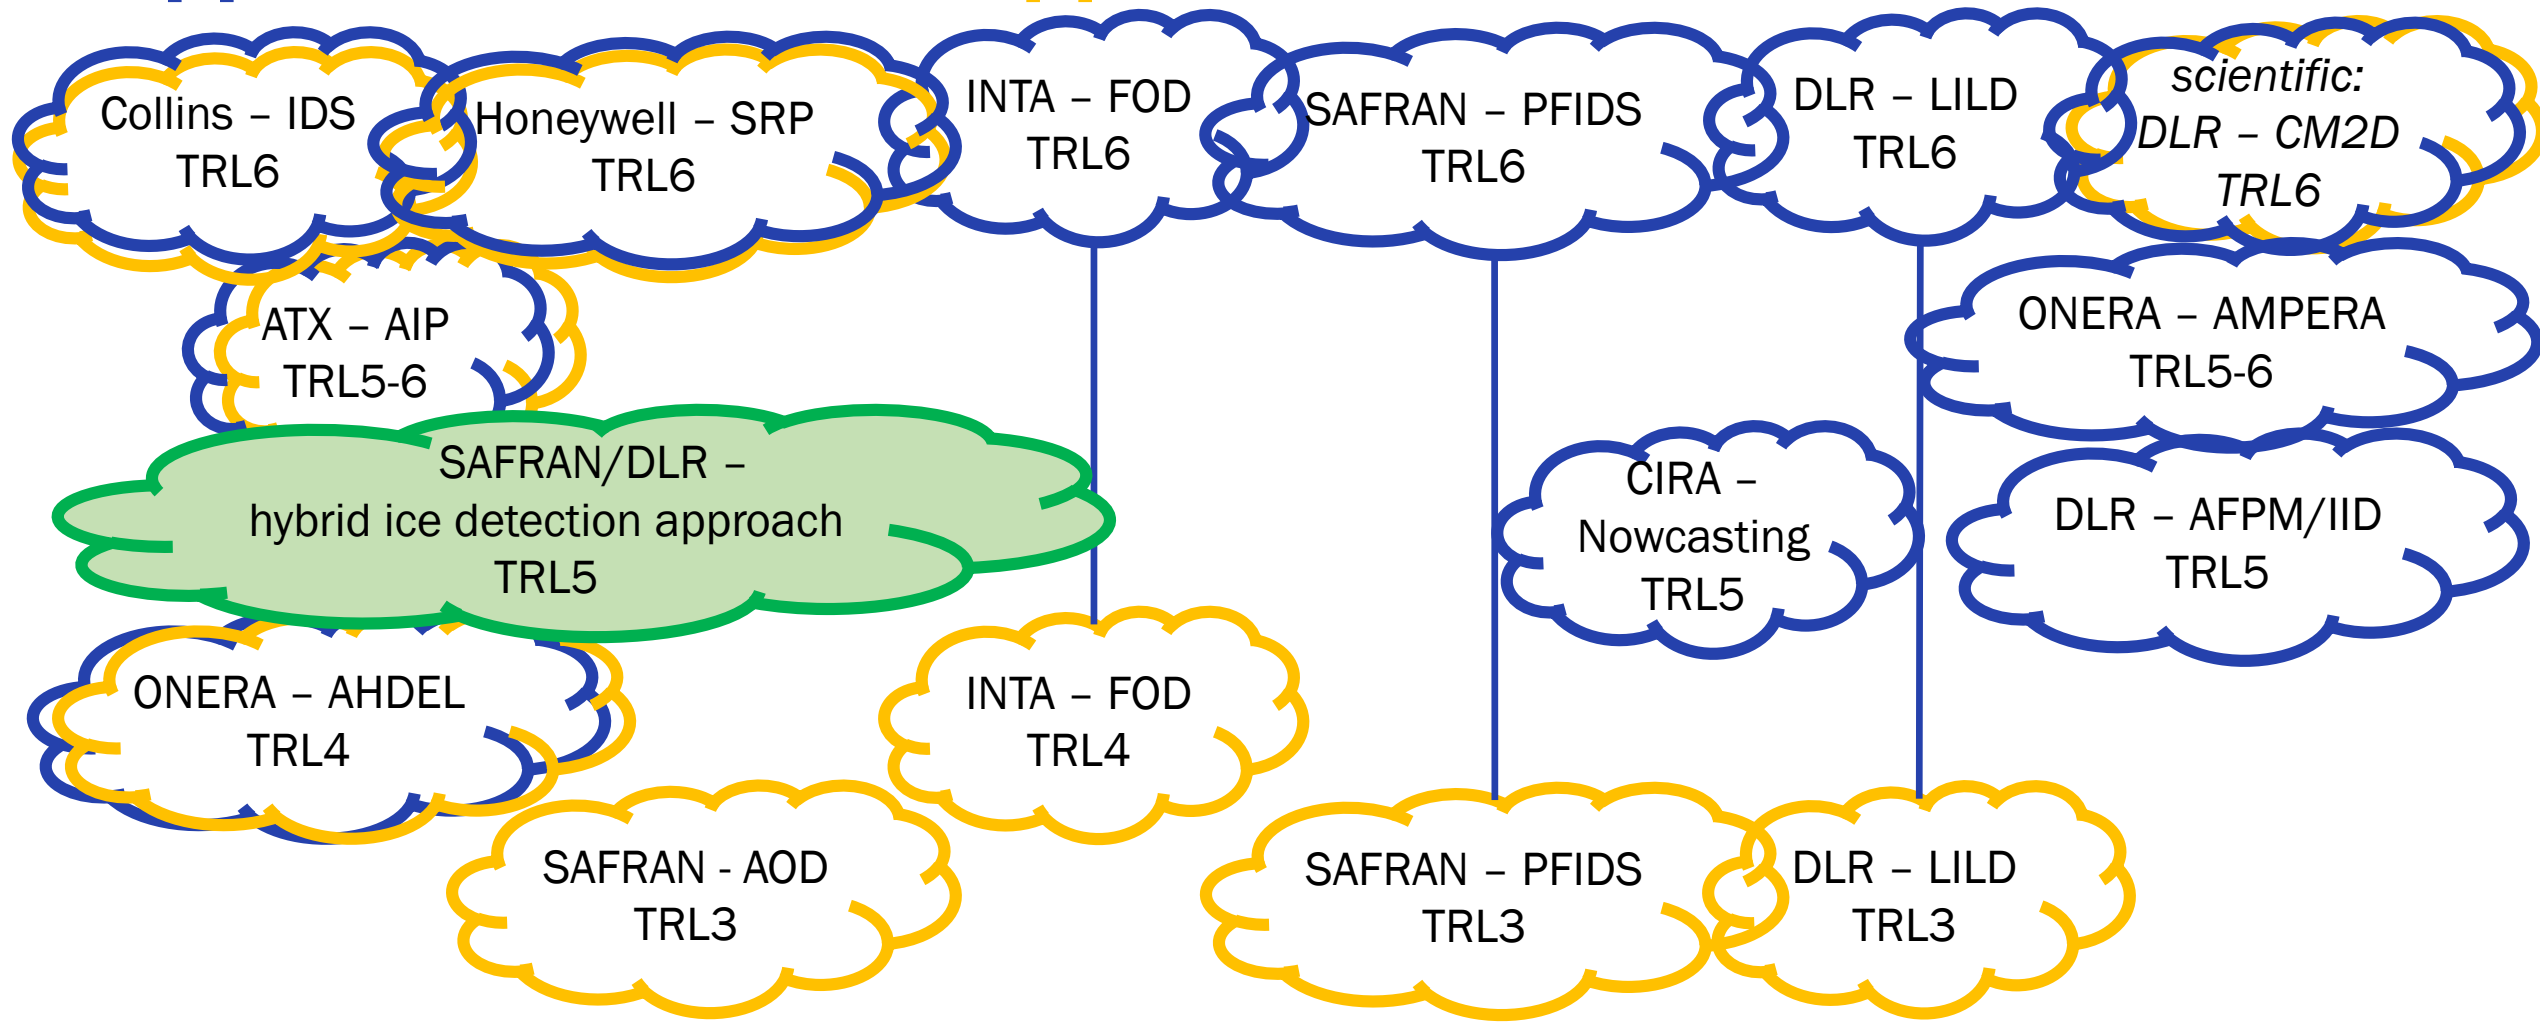 Collins – IDS
TRL6
Honeywell – SRP
TRL6
INTA – FOD
TRL6
SAFRAN – PFIDS
TRL6
DLR – LILD
TRL6
scientific:
DLR – CM2D
TRL6
ATX – AIP
TRL5-6
ONERA – AMPERA
TRL5-6
SAFRAN/DLR –
hybrid ice detection approach
TRL5
CIRA –
Nowcasting
TRL5
DLR – AFPM/IID
TRL5
ONERA – AHDEL
TRL4
INTA – FOD
TRL4
SAFRAN - AOD
TRL3
SAFRAN – PFIDS
TRL3
DLR – LILD
TRL3